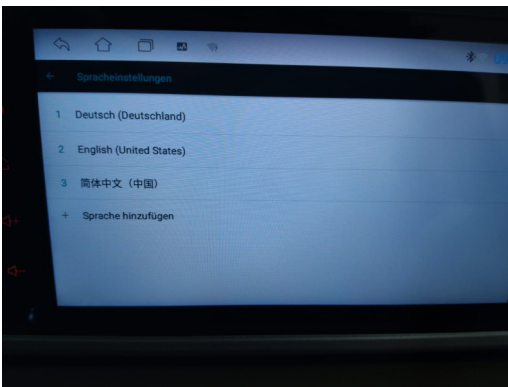 Spracheinstellungen
1 Deutsch (Deutschland)
2 English (United States)
3 简体中文（中国）
+ Sprache hinzufügen